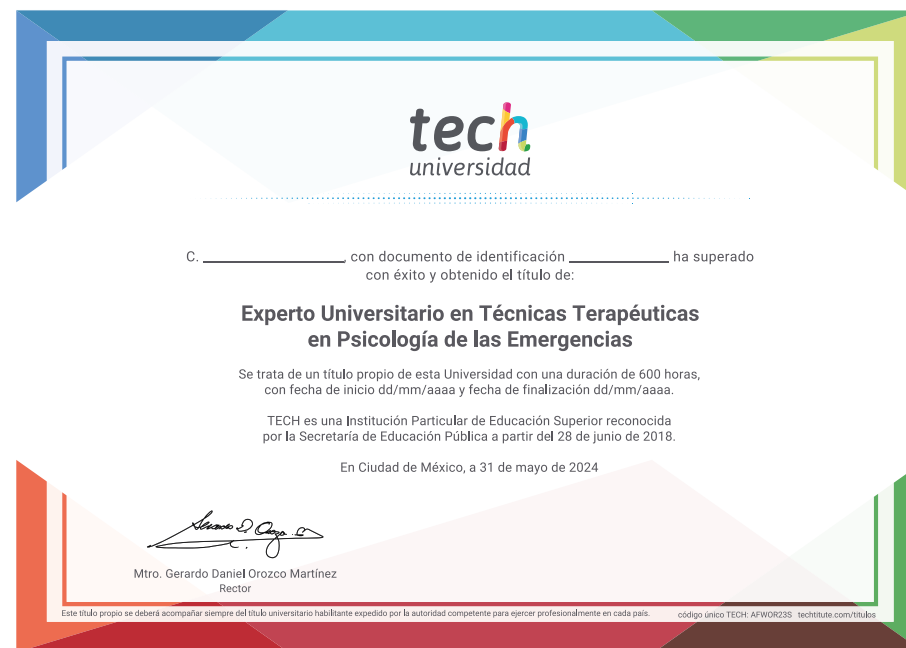 tech
universidad
C. ____________, con documento de identificación ____________ ha superado
con éxito y obtenido el título de:
Experto Universitario en Técnicas Terapéuticas
en Psicología de las Emergencias
Se trata de un título propio de esta Universidad con una duración de 600 horas,
con fecha de inicio dd/mm/aaaa y fecha de finalización dd/mm/aaaa.
TECH es una Institución Particular de Educación Superior reconocida
por la Secretaría de Educación Pública a partir del 28 de junio de 2018.
En Ciudad de México, a 31 de mayo de 2024
Mtro. Gerardo Daniel Orozco Martínez
Rector
Este título propio se deberá acompañar siempre del título universitario habilitante expedido por la autoridad competente para ejercer profesionalmente en cada país.
código único TECH: AFWOR23S techtitute.com/titulos